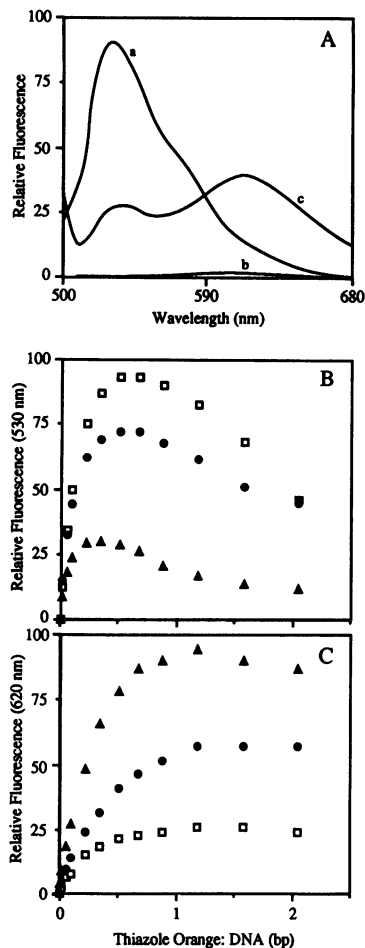 A
100
75
50
25
0
Relative Fluorescence
a
b
c
500
590
680
Wavelength (nm)
B
100
75
50
25
0
Relative Fluorescence (530 nm)
C
100
75
50
25
0
Relative Fluorescence (620 nm)
0
1
2
Thiazole Orange: DNA (bp)